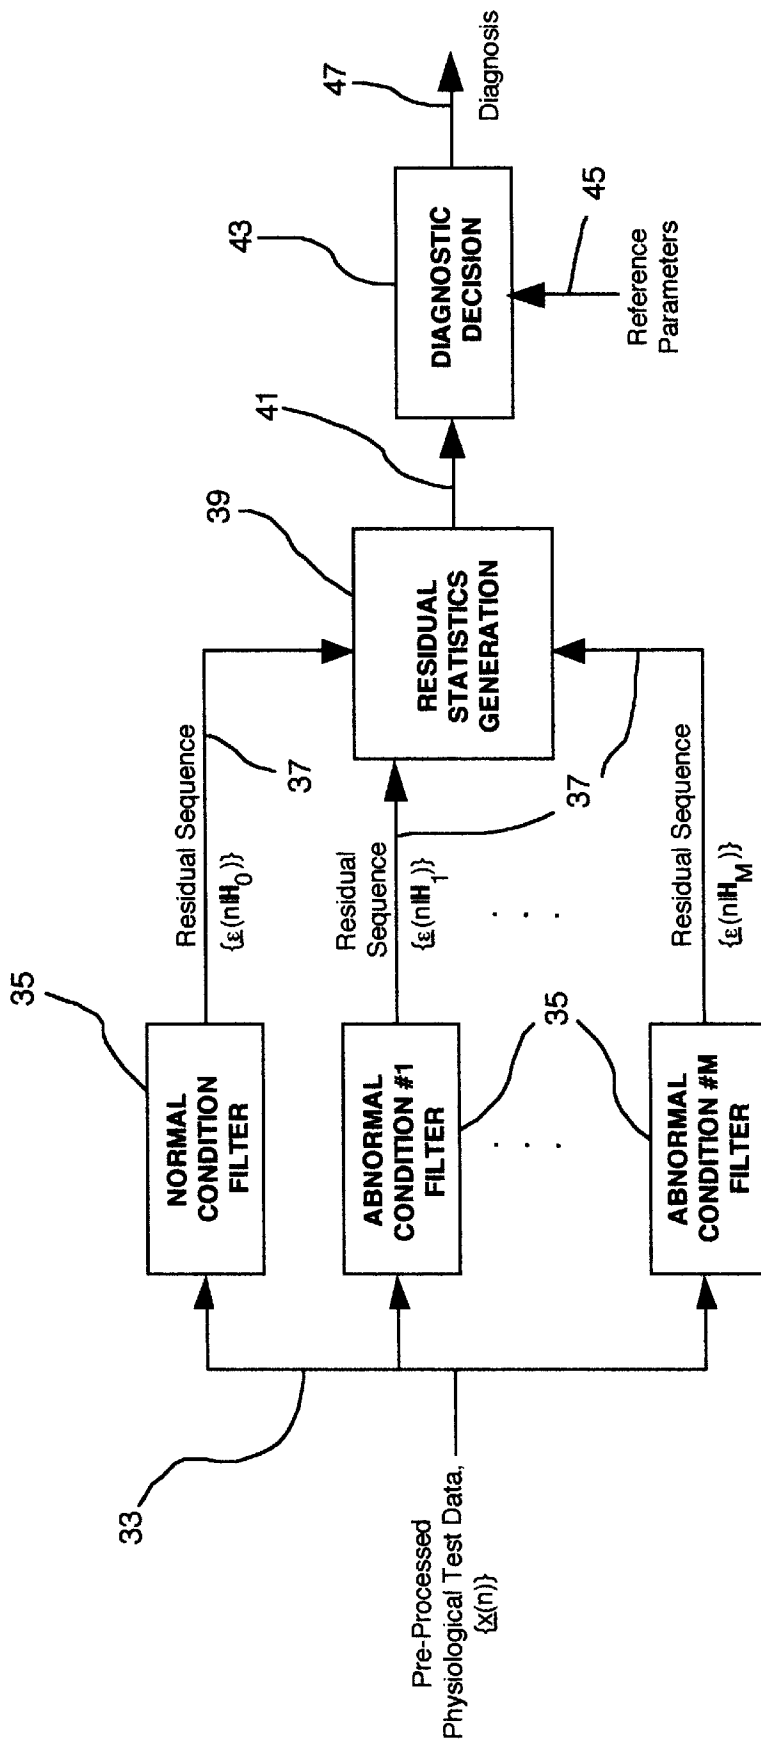 33
Pre-Processed
Physiological Test Data,
{x(n)}
35
NORMAL
CONDITION
FILTER
Residual Sequence
{ε(n|H0)}
37
ABNORMAL
CONDITION #1
FILTER
Residual
Sequence
{ε(n|H1)}
37
35
. . .
. . .
ABNORMAL
CONDITION #M
FILTER
Residual Sequence
{ε(n|HM)}
39
RESIDUAL
STATISTICS
GENERATION
41
43
DIAGNOSTIC
DECISION
45
Reference
Parameters
47
Diagnosis